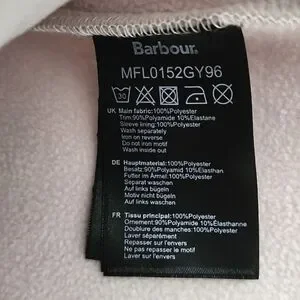 Barbour.
MFL0152GY96
30
UK Main fabric:100%Polyester
Trim:90%Polyamide 10%Elastane
Sleeve lining:100%Polyester
Wash separately
Iron on reverse
Do not iron motif
Wash inside out
DE Hauptmaterial:100%Polyester
Besatz:90%Polyamid 10%Elasthan
Futter im Ärmel:100%Polyester
Separat waschen
Auf links bügeln
Motiv nicht bügeln
Auf links waschen
FR Tissu principal:100%Polyester
Ornement:90%Polyamide 10%Elasthanne
Doublure des manches:100%Polyester
Laver séparément
Repasser sur l'envers
Ne pas repasser le motif
Laver à l'envers